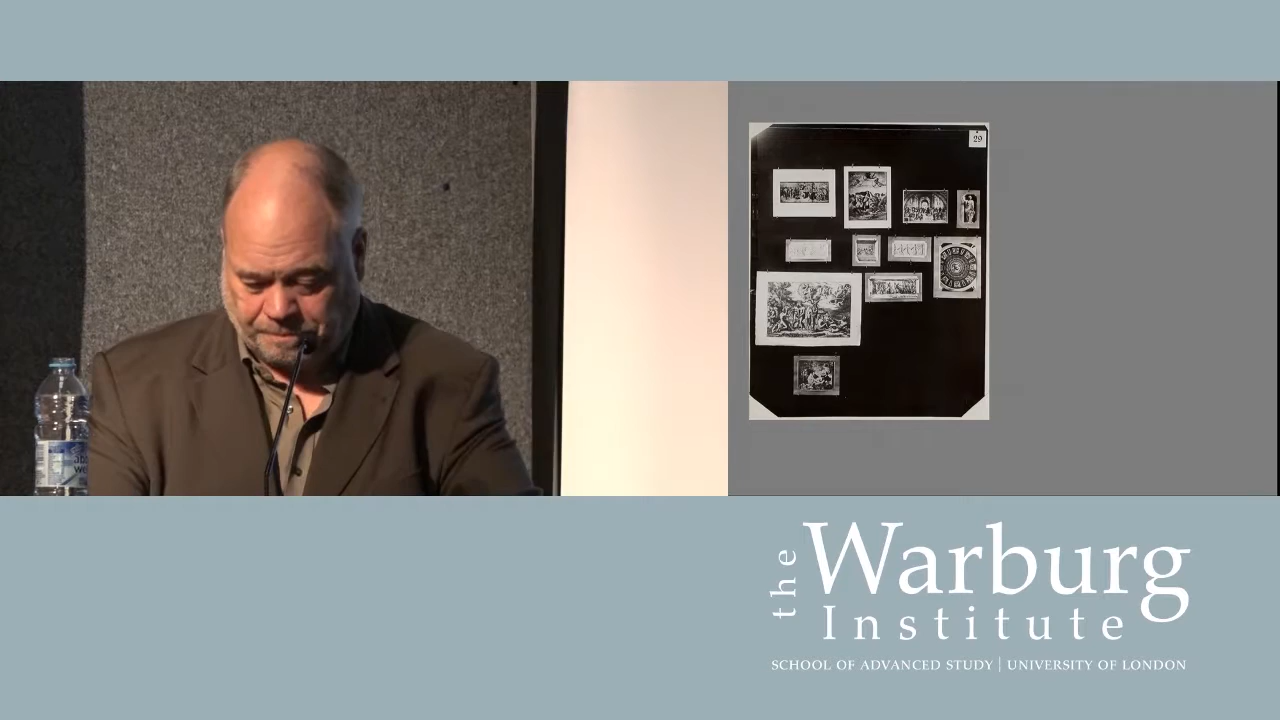 29
the
Warburg
Institute
SCHOOL OF ADVANCED STUDY | UNIVERSITY OF LONDON